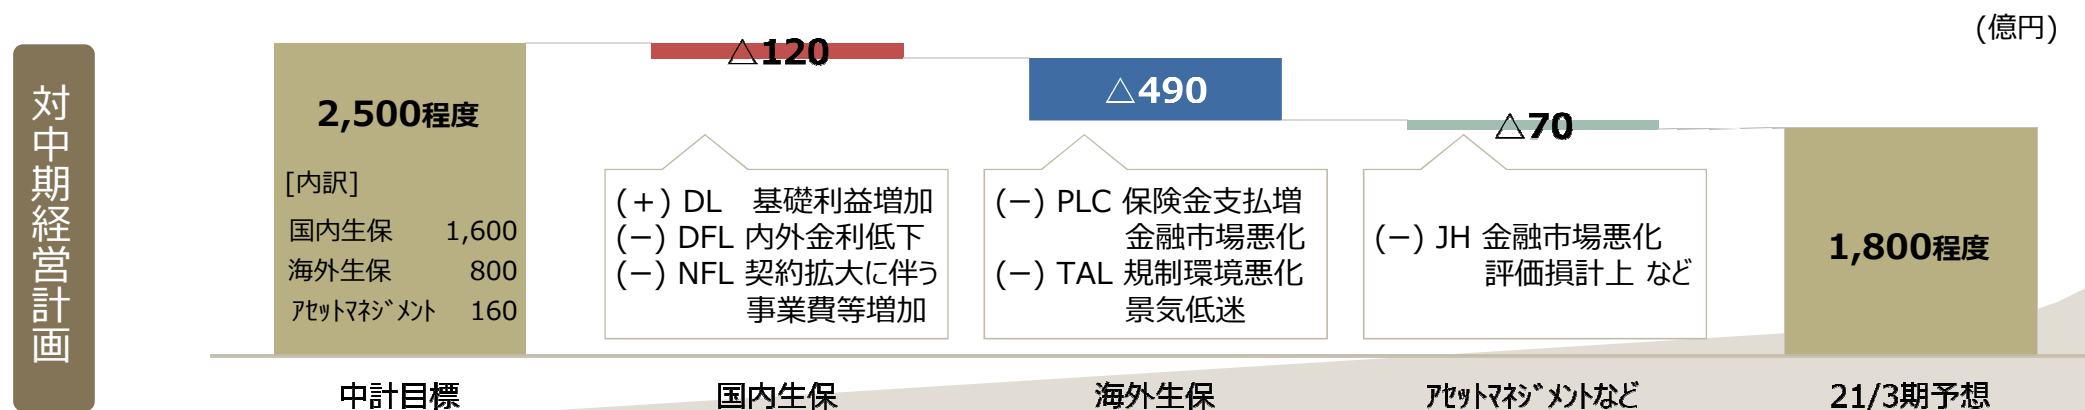 (億円)
対中期経営計画
2,500程度
[内訳]
国内生保 1,600
海外生保 800
ｱｾｯﾄﾏﾈｼﾞﾒﾝﾄ 160
△120
(+) DL 基礎利益増加
(−) DFL 内外金利低下
(−) NFL 契約拡大に伴う
事業費等増加
△490
(−) PLC 保険金支払増
金融市場悪化
(−) TAL 規制環境悪化
景気低迷
△70
(−) JH 金融市場悪化
評価損計上 など
1,800程度
中計目標
国内生保
海外生保
ｱｾｯﾄﾏﾈｼﾞﾒﾝﾄなど
21/3期予想